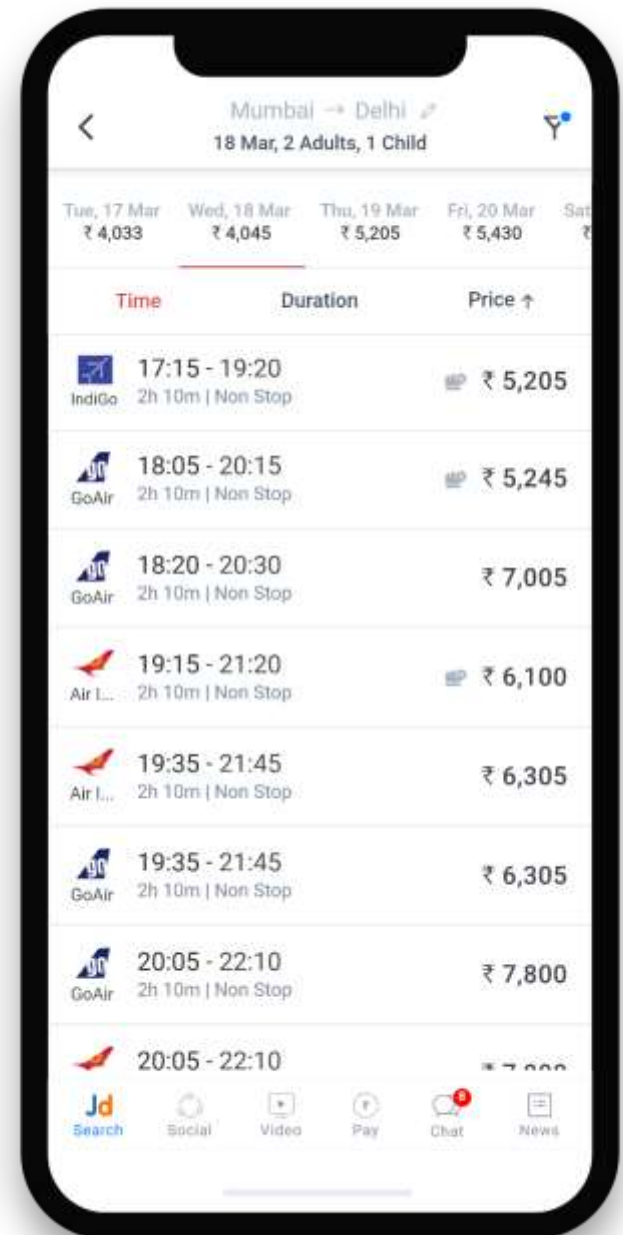 Mumbai → Delhi
18 Mar, 2 Adults, 1 Child
Tue, 17 Mar Wed, 18 Mar Thu, 19 Mar Fri, 20 Mar Sat
₹ 4,033 ₹ 4,045 ₹ 5,205 ₹ 5,430 ₹
Time Duration Price ↑
17:15 - 19:20
₹ 5,205
IndiGo 2h 10m | Non Stop
go 18:05 - 20:15
₹ 5,245
GoAir 2h 10m | Non Stop
go 18:20 - 20:30
₹ 7,005
GoAir 2h 10m | Non Stop
19:15 - 21:20
₹ 6,100
Air I... 2h 10m | Non Stop
19:35 - 21:45
₹ 6,305
Air I... 2h 10m | Non Stop
go 19:35 - 21:45
₹ 6,305
GoAir 2h 10m | Non Stop
go 20:05 - 22:10
₹ 7,800
GoAir 2h 10m | Non Stop
20:05 - 22:10
Jd 8
Search Social Video Pay Chat News